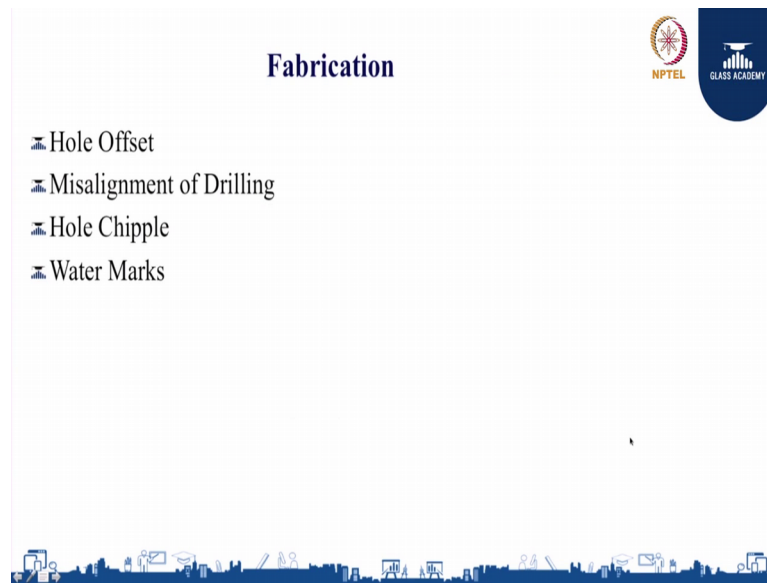 Fabrication
NPTEL
GLASS ACADEMY
Hole Offset
Misalignment of Drilling
Hole Chipple
Water Marks